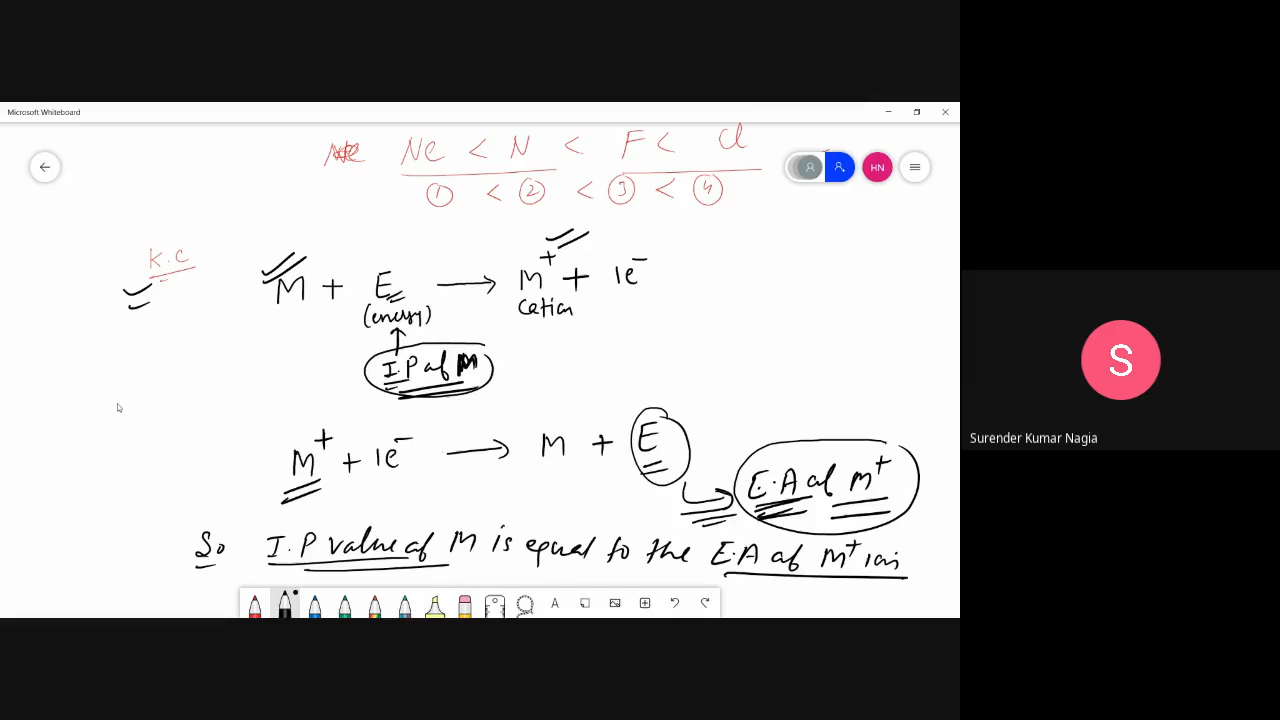 Microsoft Whiteboard
Ne < N < F < Cl
① < ② < ③ < ④
HN
K.C
M + E → M⁺ + 1e⁻
(energy) Cation
I.P of M
M⁺ + 1e⁻ → M + E
E.A of M⁺
So I.P value of M is equal to the E.A of M⁺ ion
S
Surender Kumar Nagia